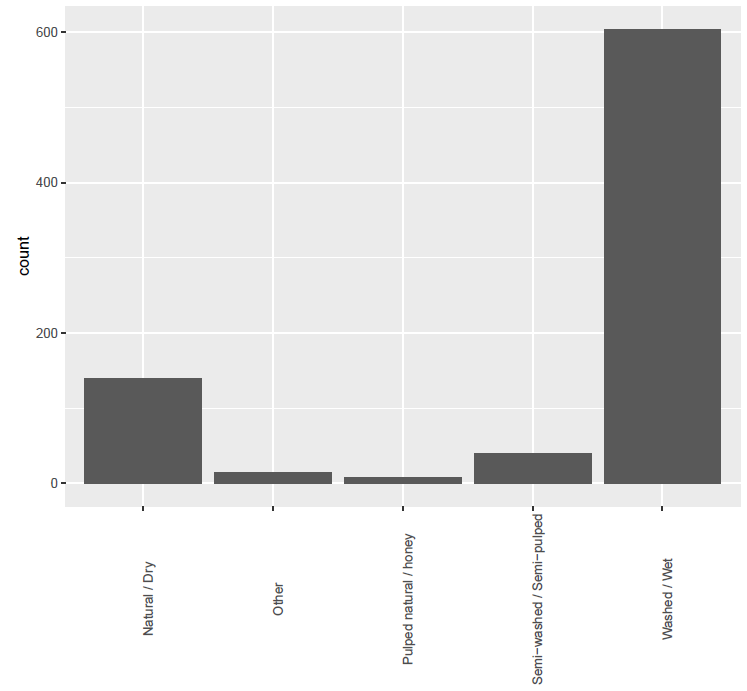 600
400
200
0
count
Natural / Dry
Other
Pulped natural / honey
Semi−washed / Semi−pulped
Washed / Wet